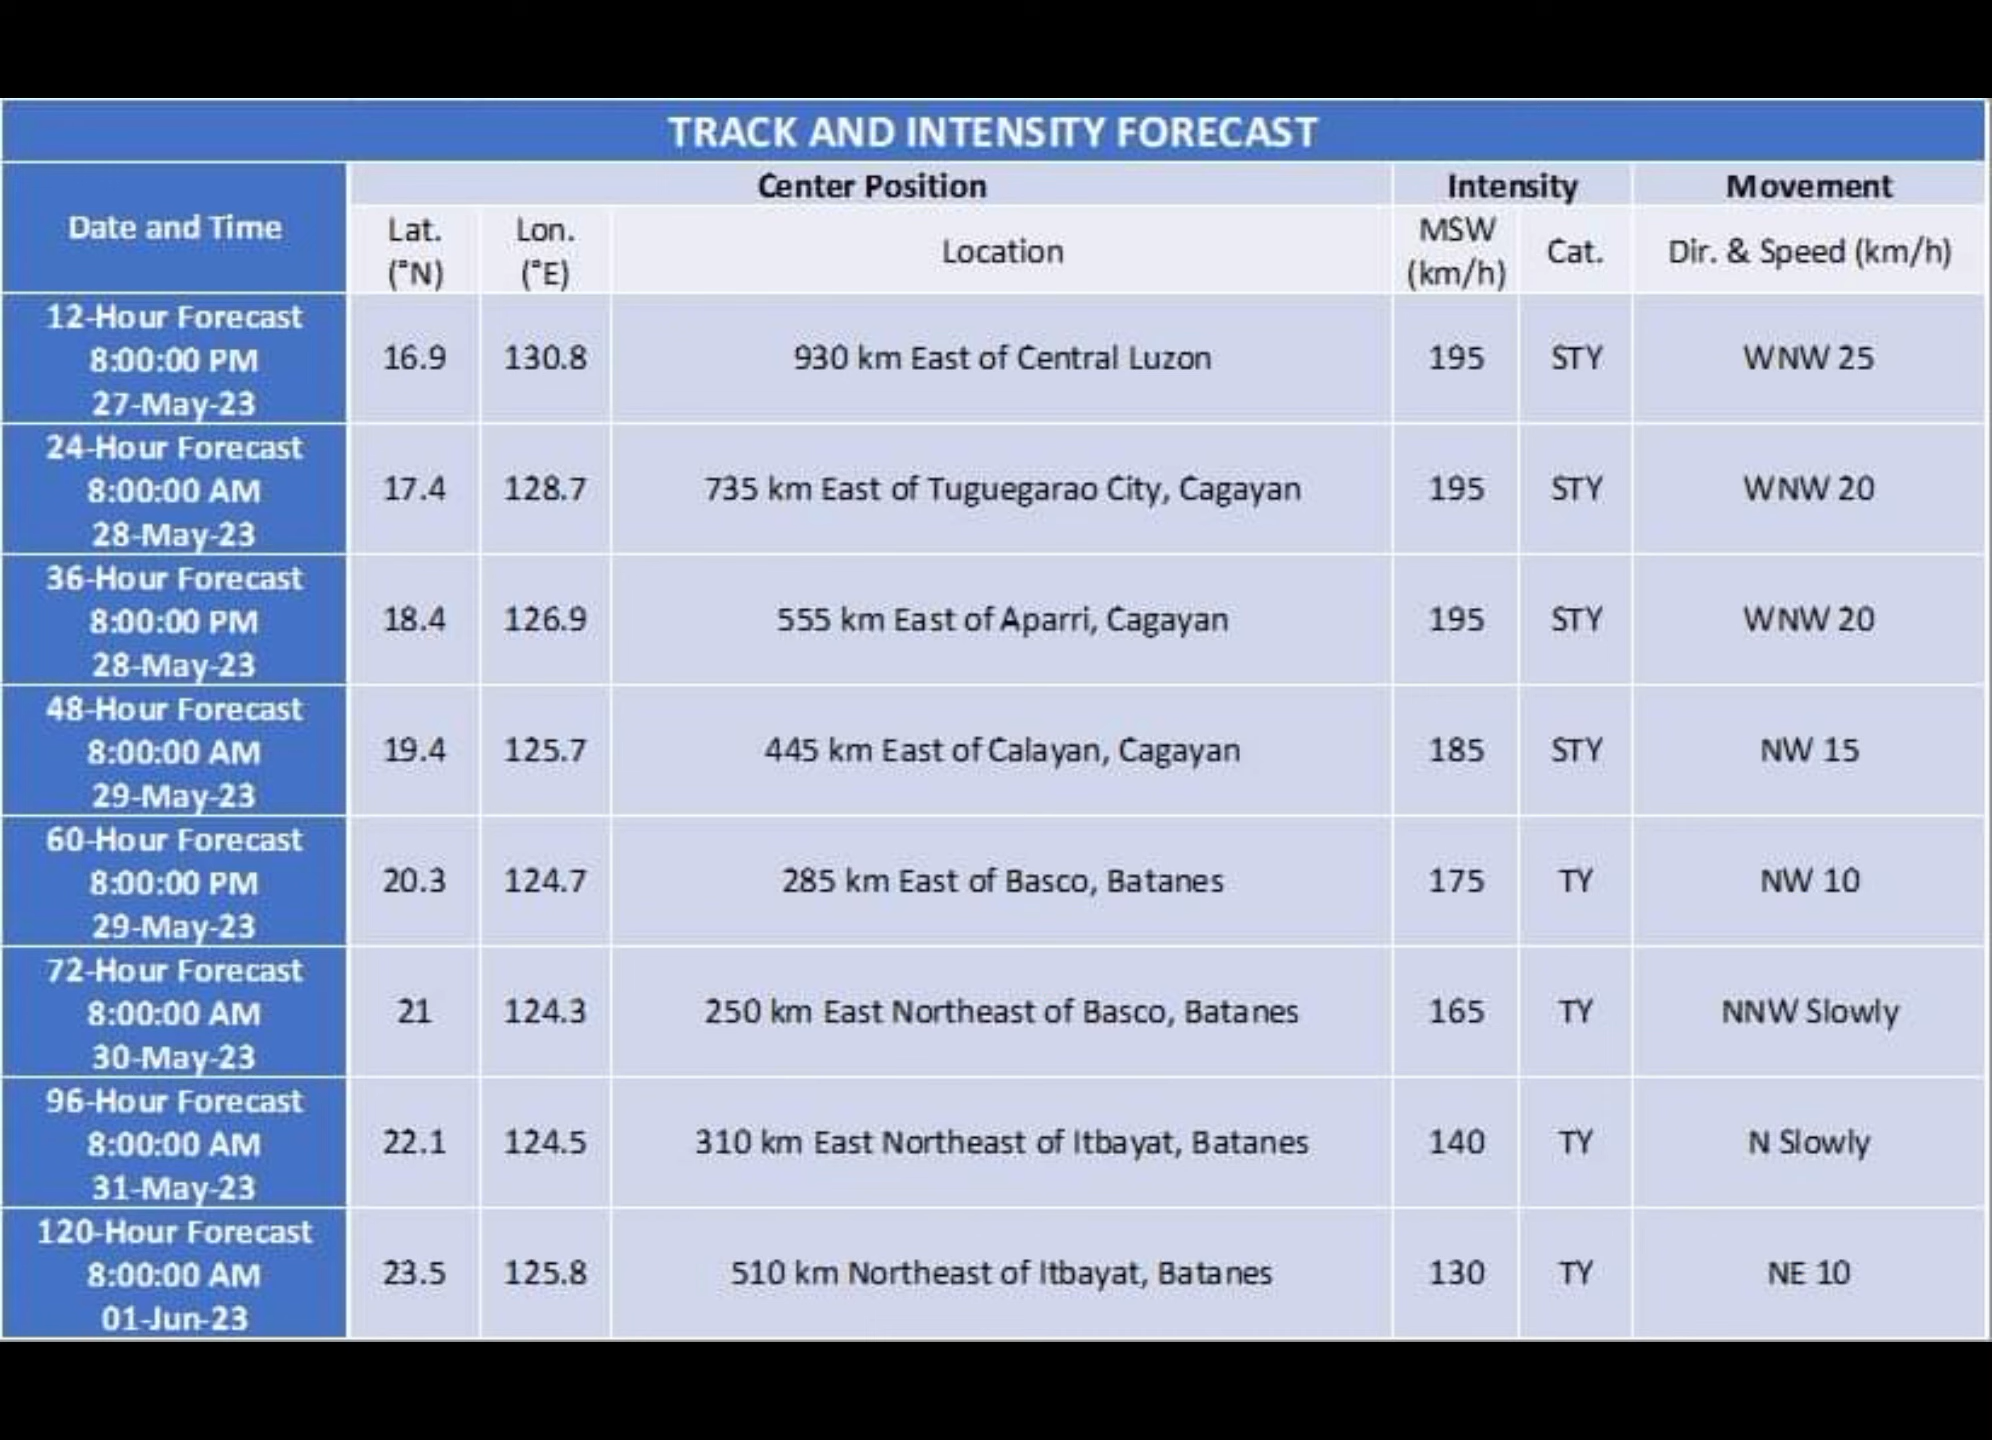 TRACK AND INTENSITY FORECAST
Date and Time
Center Position
Intensity
Movement
Lat.
(°N)
Lon.
(°E)
Location
MSW
(km/h)
Cat.
Dir. & Speed (km/h)
12-Hour Forecast
8:00:00 PM
27-May-23
16.9
130.8
930 km East of Central Luzon
195
STY
WNW 25
24-Hour Forecast
8:00:00 AM
28-May-23
17.4
128.7
735 km East of Tuguegarao City, Cagayan
195
STY
WNW 20
36-Hour Forecast
8:00:00 PM
28-May-23
18.4
126.9
555 km East of Aparri, Cagayan
195
STY
WNW 20
48-Hour Forecast
8:00:00 AM
29-May-23
19.4
125.7
445 km East of Calayan, Cagayan
185
STY
NW 15
60-Hour Forecast
8:00:00 PM
29-May-23
20.3
124.7
285 km East of Basco, Batanes
175
TY
NW 10
72-Hour Forecast
8:00:00 AM
30-May-23
21
124.3
250 km East Northeast of Basco, Batanes
165
TY
NNW Slowly
96-Hour Forecast
8:00:00 AM
31-May-23
22.1
124.5
310 km East Northeast of Itbayat, Batanes
140
TY
N Slowly
120-Hour Forecast
8:00:00 AM
01-Jun-23
23.5
125.8
510 km Northeast of Itbayat, Batanes
130
TY
NE 10